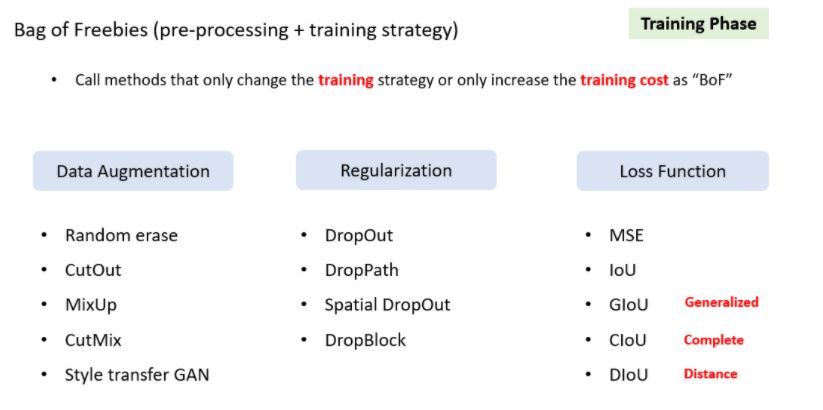 Bag of Freebies (pre-processing + training strategy)
Training Phase
• Call methods that only change the training strategy or only increase the training cost as “BoF”
Data Augmentation
• Random erase
• CutOut
• MixUp
• CutMix
• Style transfer GAN
Regularization
• DropOut
• DropPath
• Spatial DropOut
• DropBlock
Loss Function
• MSE
• IoU
• GIoU Generalized
• CIoU Complete
• DIoU Distance